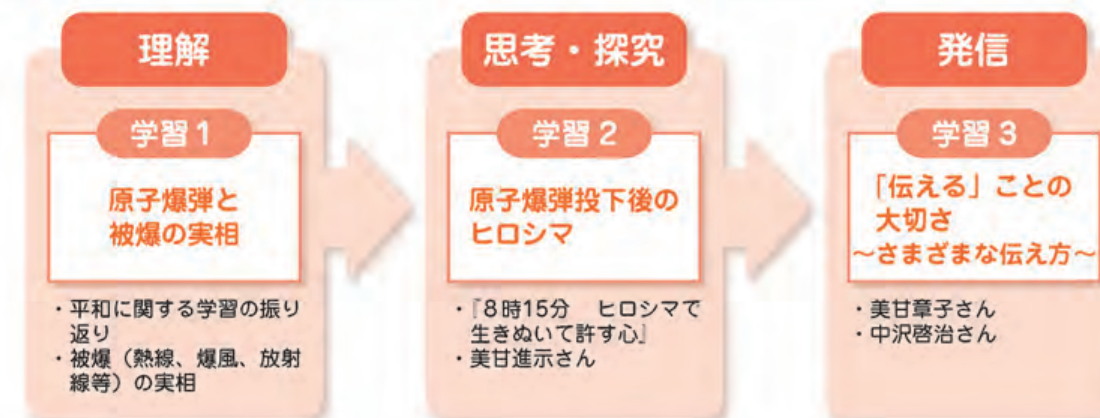 理解
学習1
原子爆弾と
被爆の実相
・平和に関する学習の振り
返り
・被爆（熱線、爆風、放射
線等）の実相
思考・探究
学習2
原子爆弾投下後の
ヒロシマ
・『8時15分　ヒロシマで
生きぬいて許す心』
・美甘進示さん
発信
学習3
「伝える」ことの
大切さ
～さまざまな伝え方～
・美甘章子さん
・中沢啓治さん